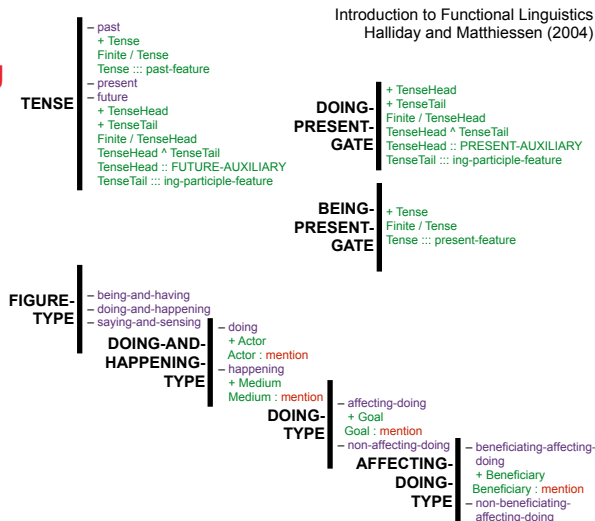 Introduction to Functional Linguistics
Halliday and Matthiessen (2004)
TENSE
– past
+ Tense
Finite / Tense
Tense ::: past-feature
– present
– future
+ TenseHead
+ TenseTail
Finite / TenseHead
TenseHead ^ TenseTail
TenseHead :: FUTURE-AUXILIARY
TenseTail ::: ing-participle-feature
DOING-
PRESENT-
GATE
+ TenseHead
+ TenseTail
Finite / TenseHead
TenseHead ^ TenseTail
TenseHead :: PRESENT-AUXILIARY
TenseTail ::: ing-participle-feature
BEING-
PRESENT-
GATE
+ Tense
Finite / Tense
Tense ::: present-feature
FIGURE-
TYPE
– being-and-having
– doing-and-happening
– saying-and-sensing
DOING-AND-
HAPPENING-
TYPE
– doing
+ Actor
Actor : mention
– happening
+ Medium
Medium : mention
DOING-
TYPE
– affecting-doing
+ Goal
Goal : mention
– non-affecting-doing
AFFECTING-
DOING-
TYPE
– beneficiating-affecting-
doing
+ Beneficiary
Beneficiary : mention
– non-beneficiating-
affecting-doing